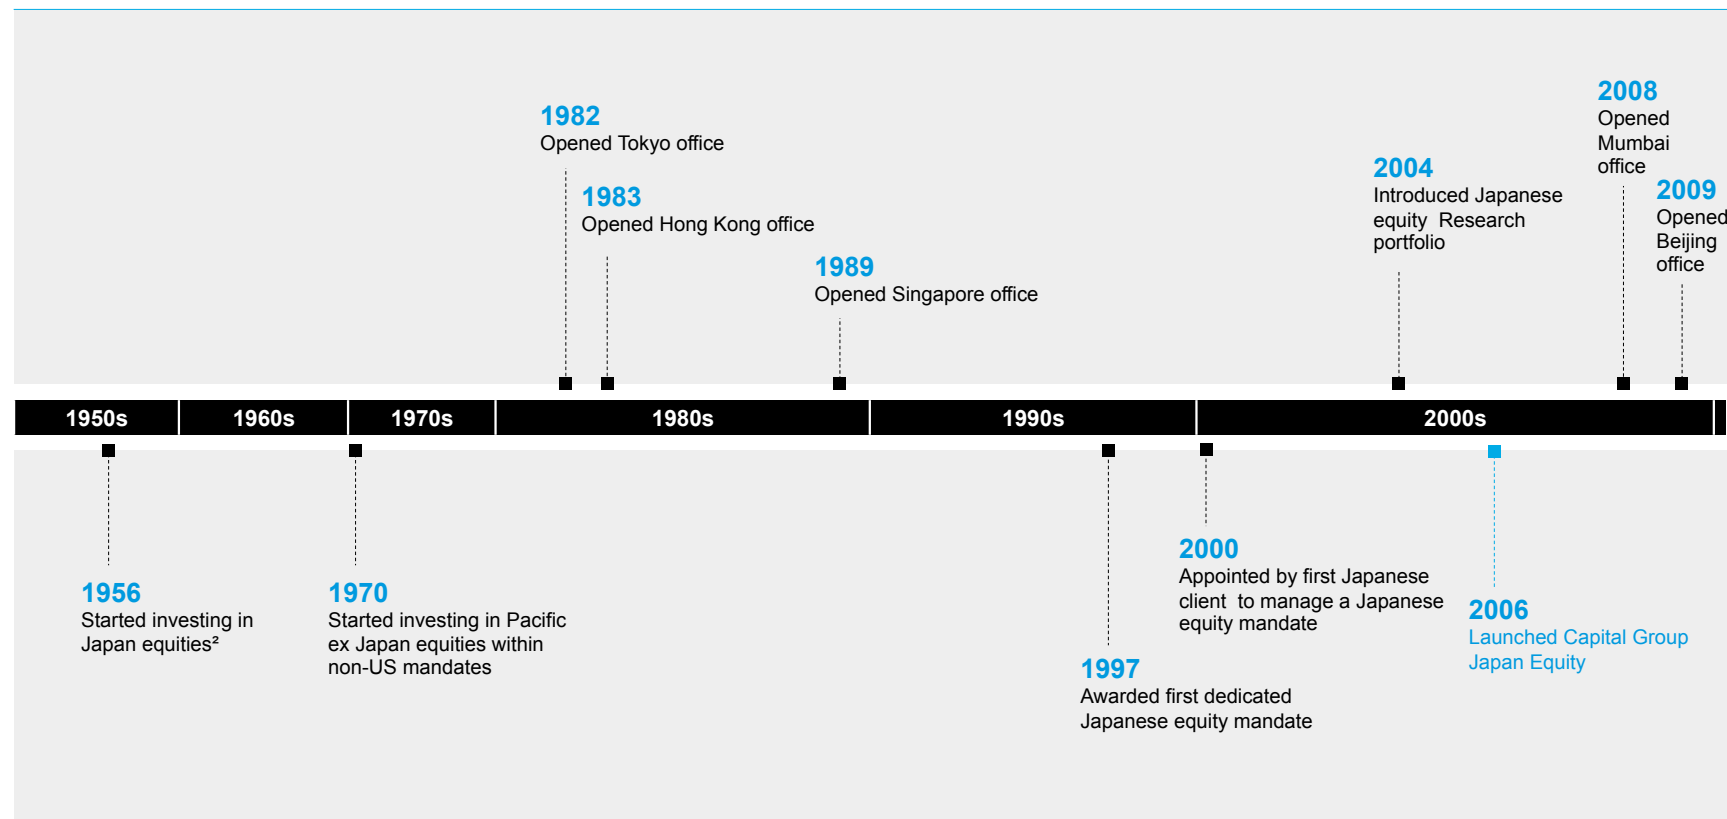 1982
Opened Tokyo office
1983
Opened Hong Kong office
1989
Opened Singapore office
2004
Introduced Japanese
equity Research
portfolio
2008
Opened
Mumbai
office
2009
Opened
Beijing
office
1950s
1960s
1970s
1980s
1990s
2000s
1956
Started investing in
Japan equities²
1970
Started investing in Pacific
ex Japan equities within
non-US mandates
1997
Awarded first dedicated
Japanese equity mandate
2000
Appointed by first Japanese
client to manage a Japanese
equity mandate
2006
Launched Capital Group
Japan Equity